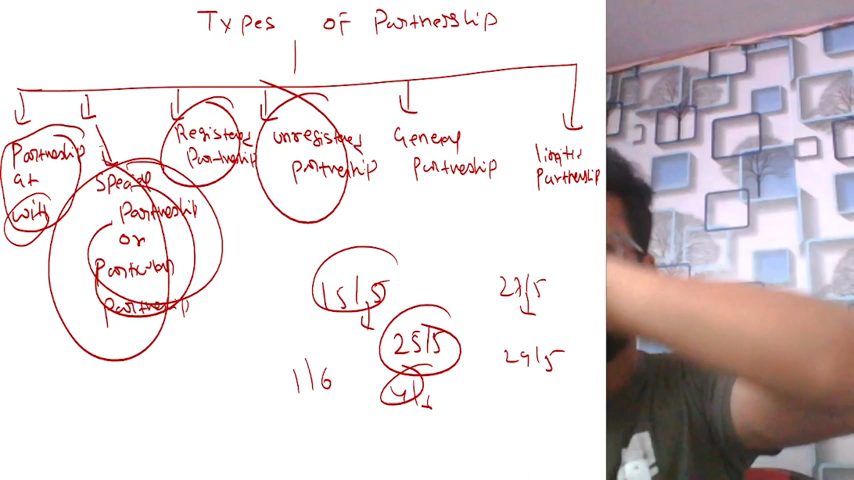 Types of Partnership
Partnership
at
will
Special
Partnership
or
Particular
Partnership
Registered
Partnership
unregistered
partnership
General
Partnership
limited
partnership
15/5
25/5
1/6
27/5
29/5